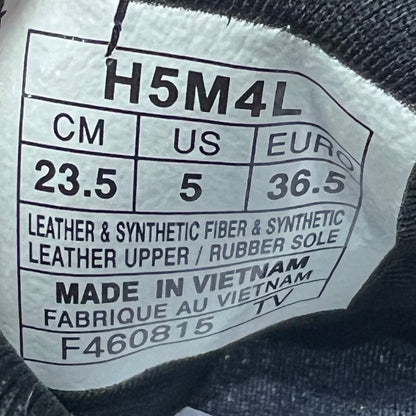 H5M4L
CM US EURO
23.5 5 36.5
LEATHER & SYNTHETIC FIBER & SYNTHETIC
LEATHER UPPER / RUBBER SOLE
MADE IN VIETNAM
FABRIQUE AU VIETNAM
F460815 TV